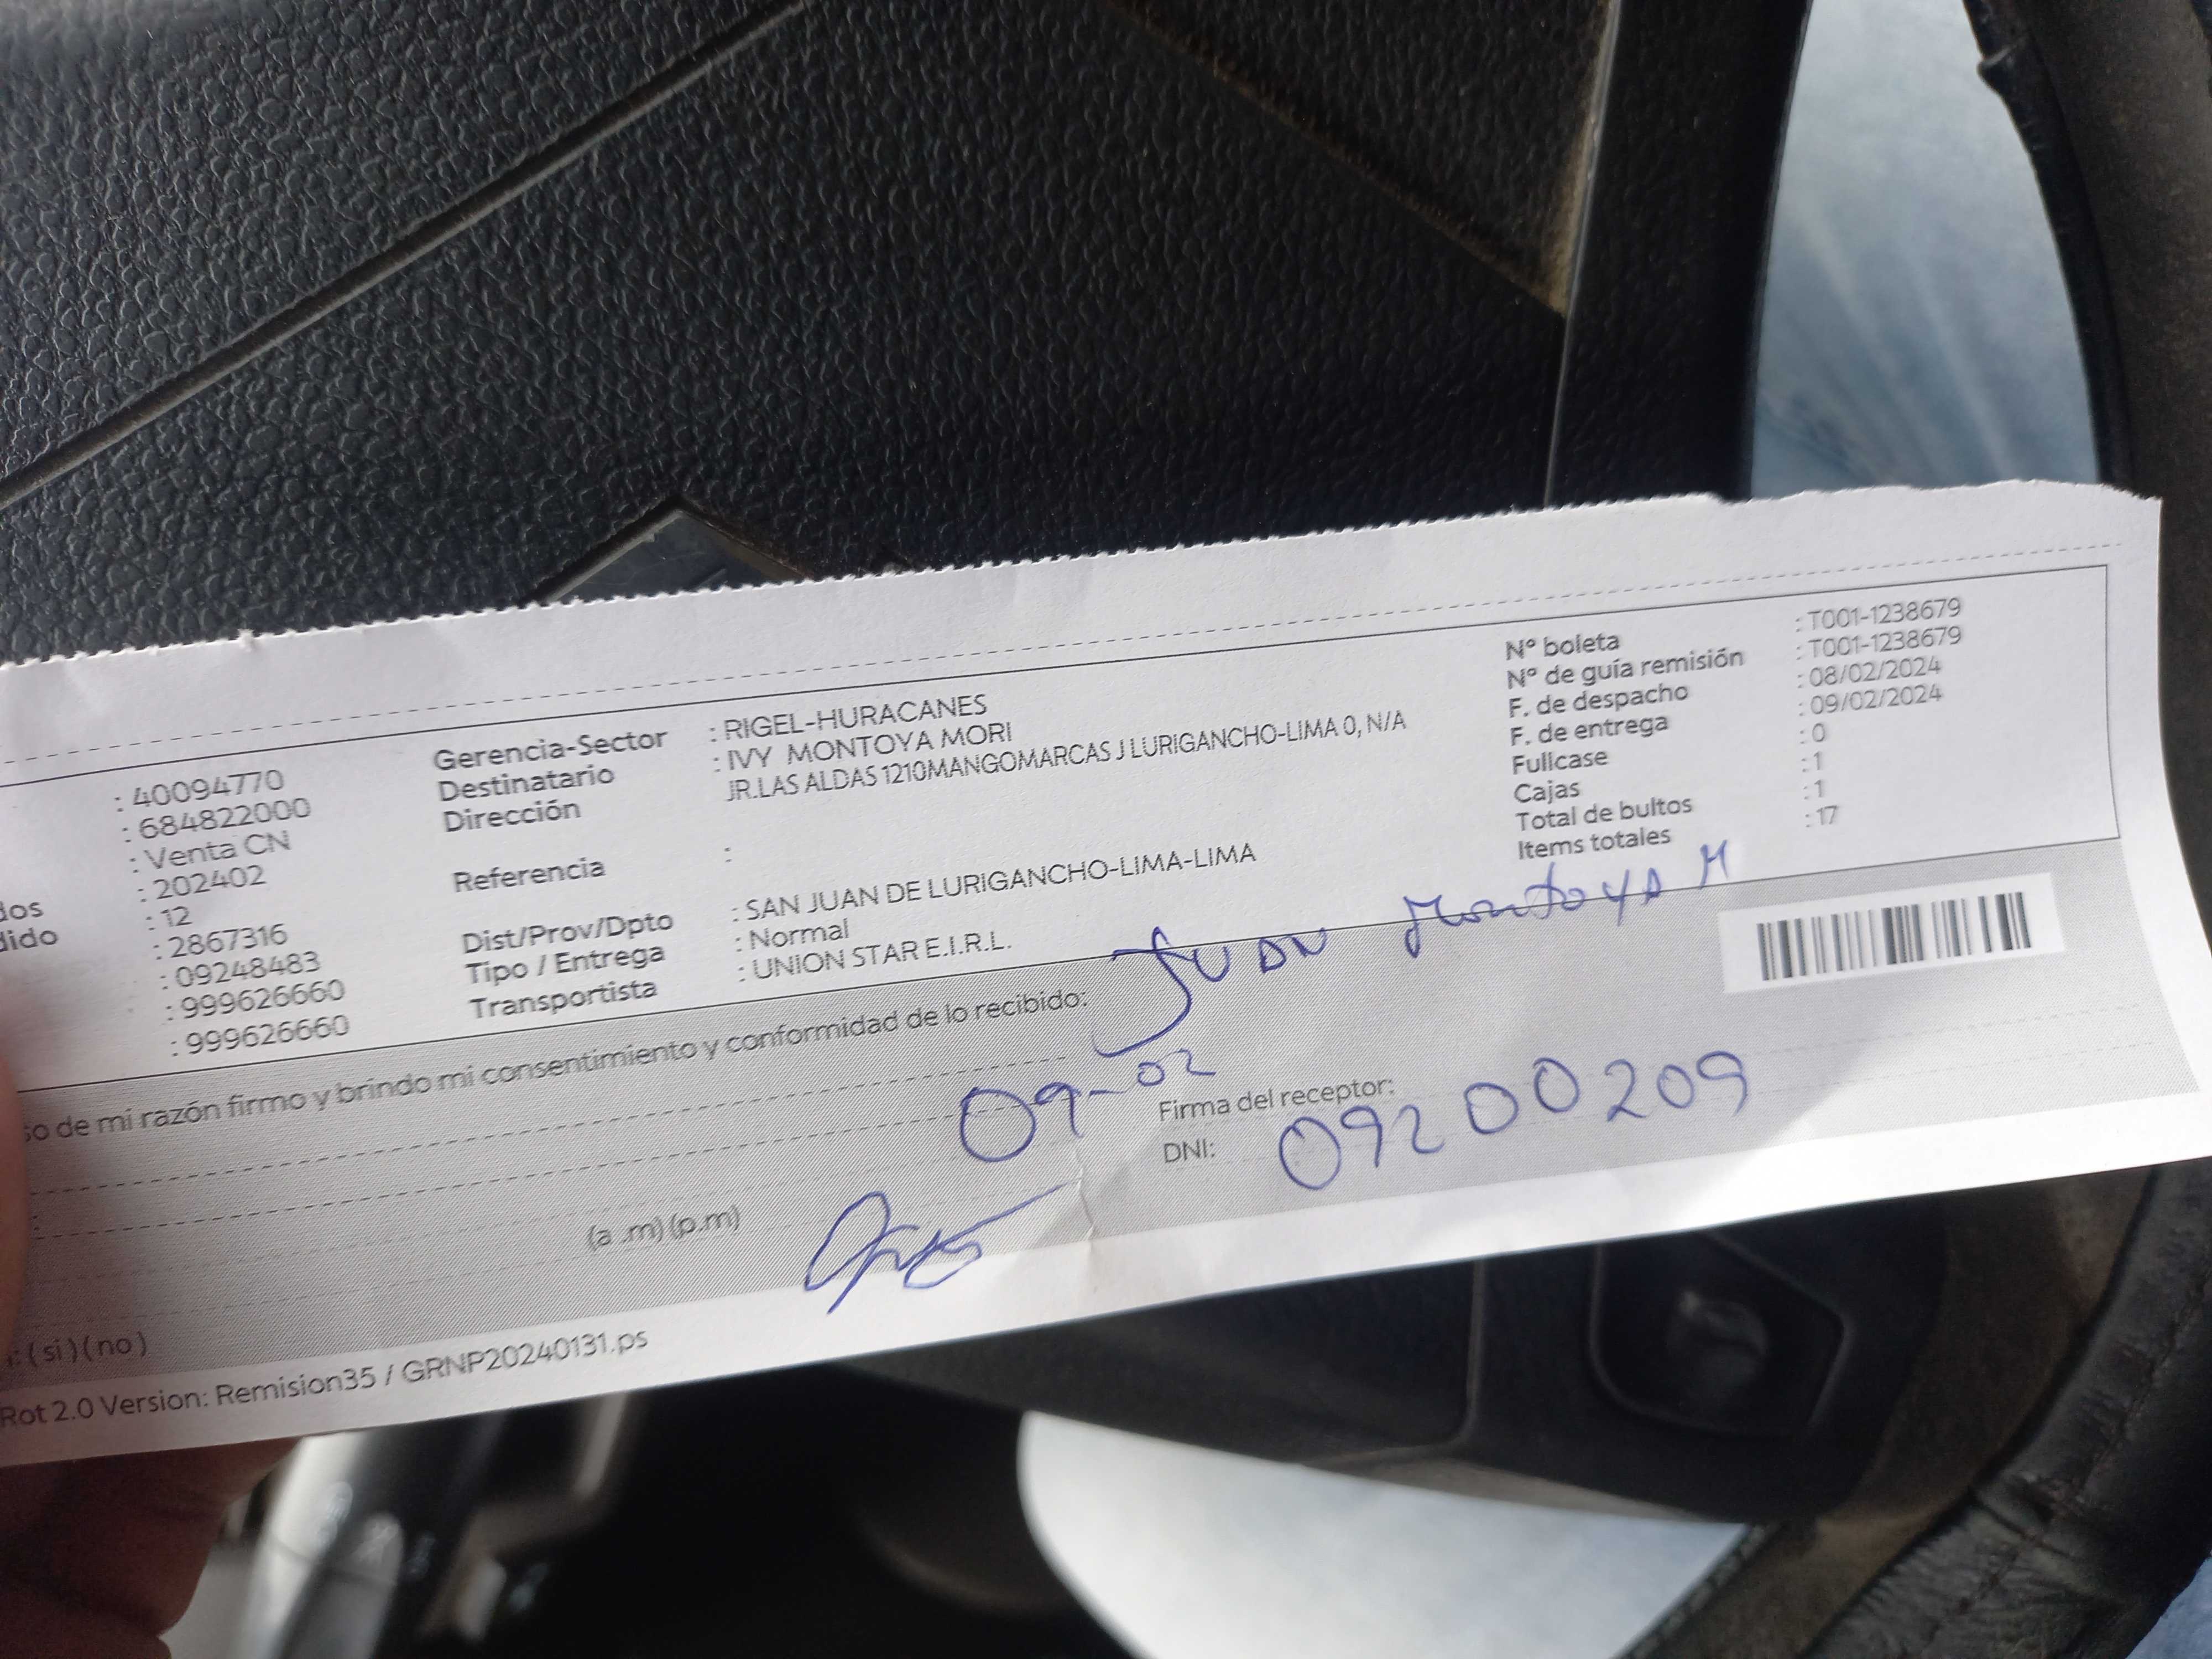 : 40094770
: 684822000
: Venta CN
: 202402
: 12
: 2867316
: 09248483
: 999626660
: 999626660
Gerencia-Sector : RIGEL-HURACANES
Destinatario : IVY MONTOYA MORI
Dirección JR.LAS ALDAS 1210MANGOMARCAS J LURIGANCHO-LIMA 0, N/A
Referencia :
Dist/Prov/Dpto : SAN JUAN DE LURIGANCHO-LIMA-LIMA
Tipo / Entrega : Normal
Transportista : UNION STAR E.I.R.L.
N° boleta : T001-1238679
N° de guía remisión : T001-1238679
F. de despacho : 08/02/2024
F. de entrega : 09/02/2024
Fullcase : 0
Cajas : 1
Total de bultos : 1
Items totales : 17
de mi razón firmo y brindo mi consentimiento y conformidad de lo recibido: JUAN Montoya M
09-02
Firma del receptor:
DNI: 09200209
(a .m) (p.m)
: ( si ) ( no )
Rot 2.0 Version: Remision35 / GRNP20240131.ps